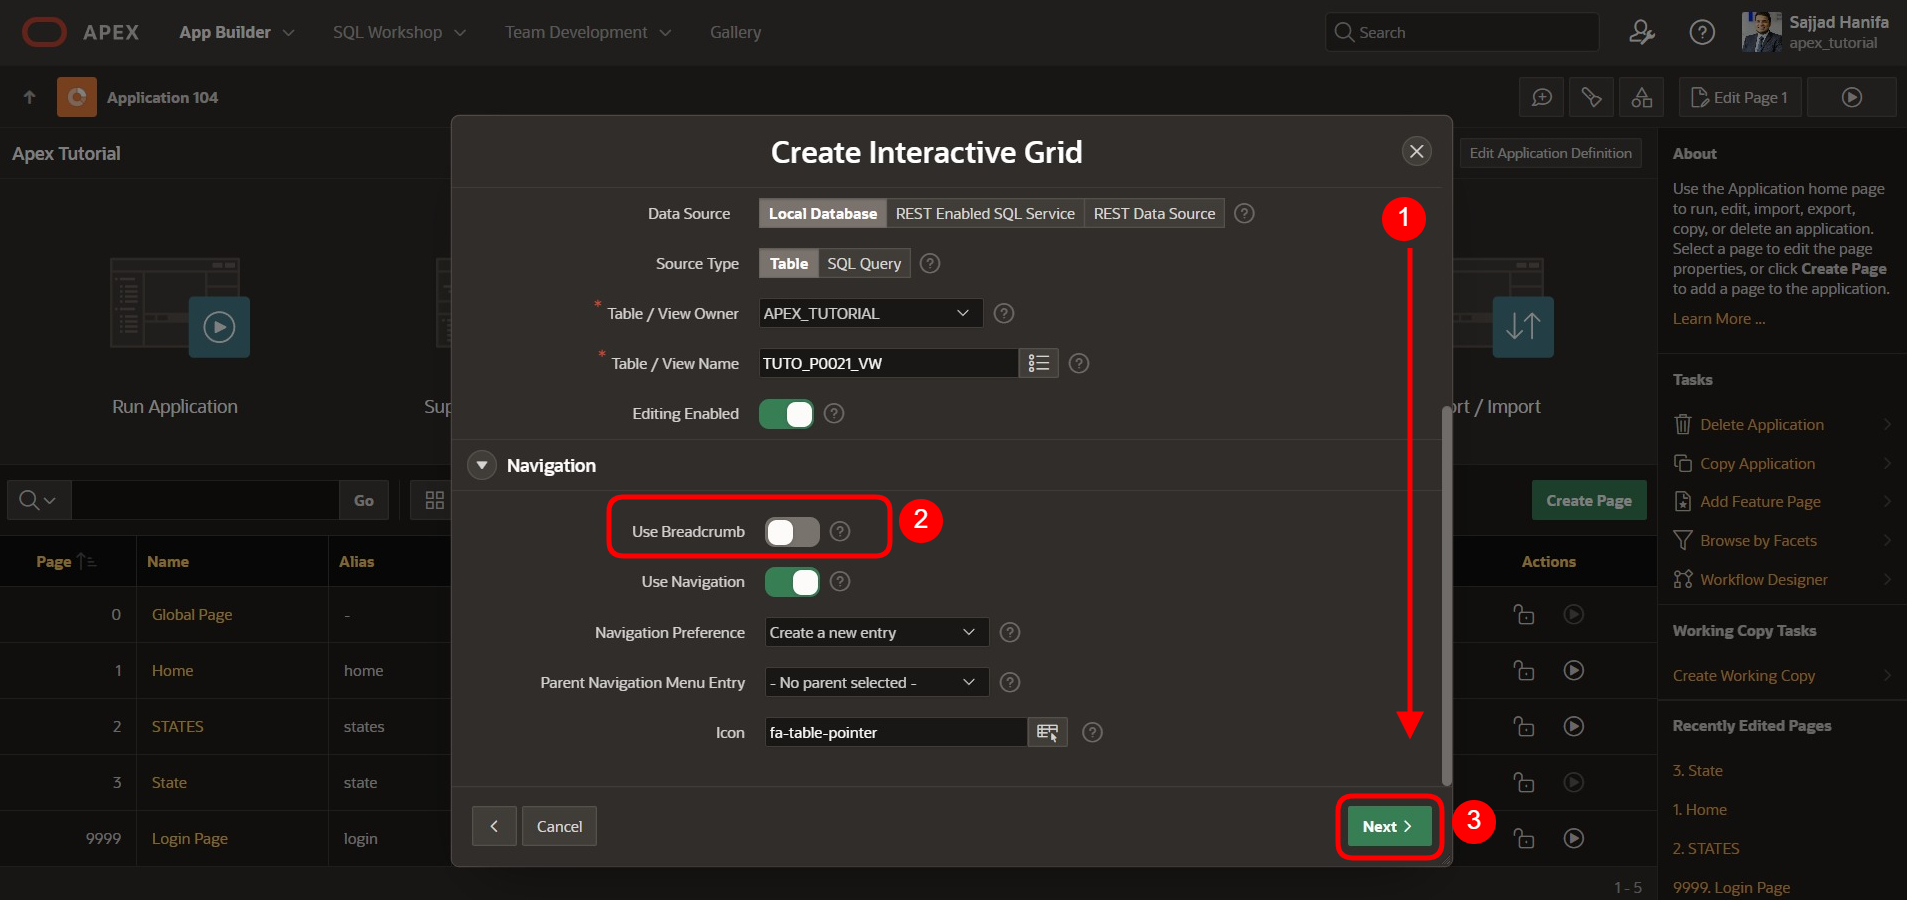 APEX
App Builder
SQL Workshop
Team Development
Gallery
Search
Sajjad Hanifa
apex_tutorial
Application 104
Edit Page 1
Apex Tutorial
Edit Application Definition
Run Application
Sup
ort / Import
Go
Create Page
Page
Name
Alias
Actions
0
Global Page
-
1
Home
home
2
STATES
states
3
State
state
9999
Login Page
login
1 - 5
Create Interactive Grid
Data Source
Local Database
REST Enabled SQL Service
REST Data Source
?
Source Type
Table
SQL Query
?
* Table / View Owner
APEX_TUTORIAL
?
* Table / View Name
TUTO_P0021_VW
?
Editing Enabled
?
Navigation
Use Breadcrumb
?
Use Navigation
?
Navigation Preference
Create a new entry
?
Parent Navigation Menu Entry
- No parent selected -
?
Icon
fa-table-pointer
?
Cancel
Next
1
2
3
About
Use the Application home page
to run, edit, import, export,
copy, or delete an application.
Select a page to edit the page
properties, or click Create Page
to add a page to the application.
Learn More ...
Tasks
Delete Application
Copy Application
Add Feature Page
Browse by Facets
Workflow Designer
Working Copy Tasks
Create Working Copy
Recently Edited Pages
3. State
1. Home
2. STATES
9999. Login Page